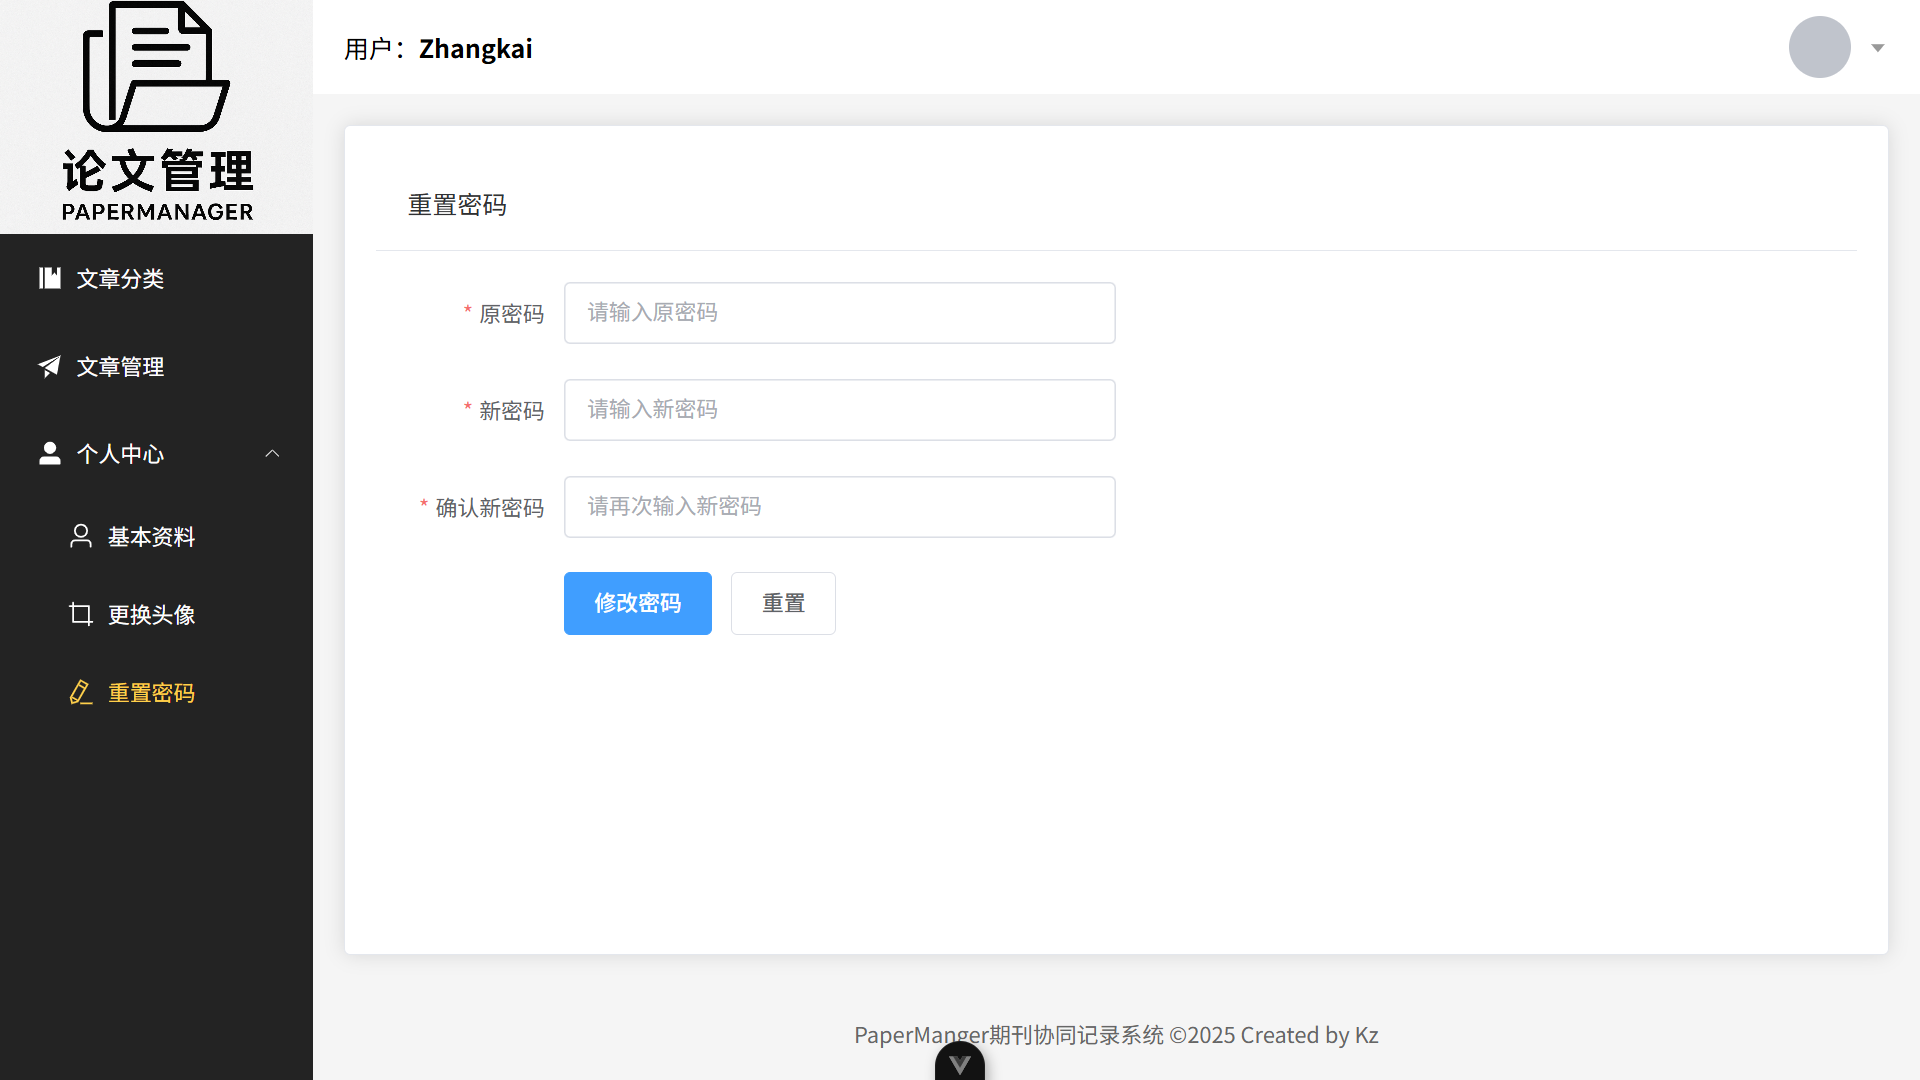 论文管理
PAPERMANAGER
文章分类
文章管理
个人中心
基本资料
更换头像
重置密码
用户：Zhangkai
重置密码
* 原密码 请输入原密码
* 新密码 请输入新密码
* 确认新密码 请再次输入新密码
修改密码 重置
PaperManger期刊协同记录系统 ©2025 Created by Kz